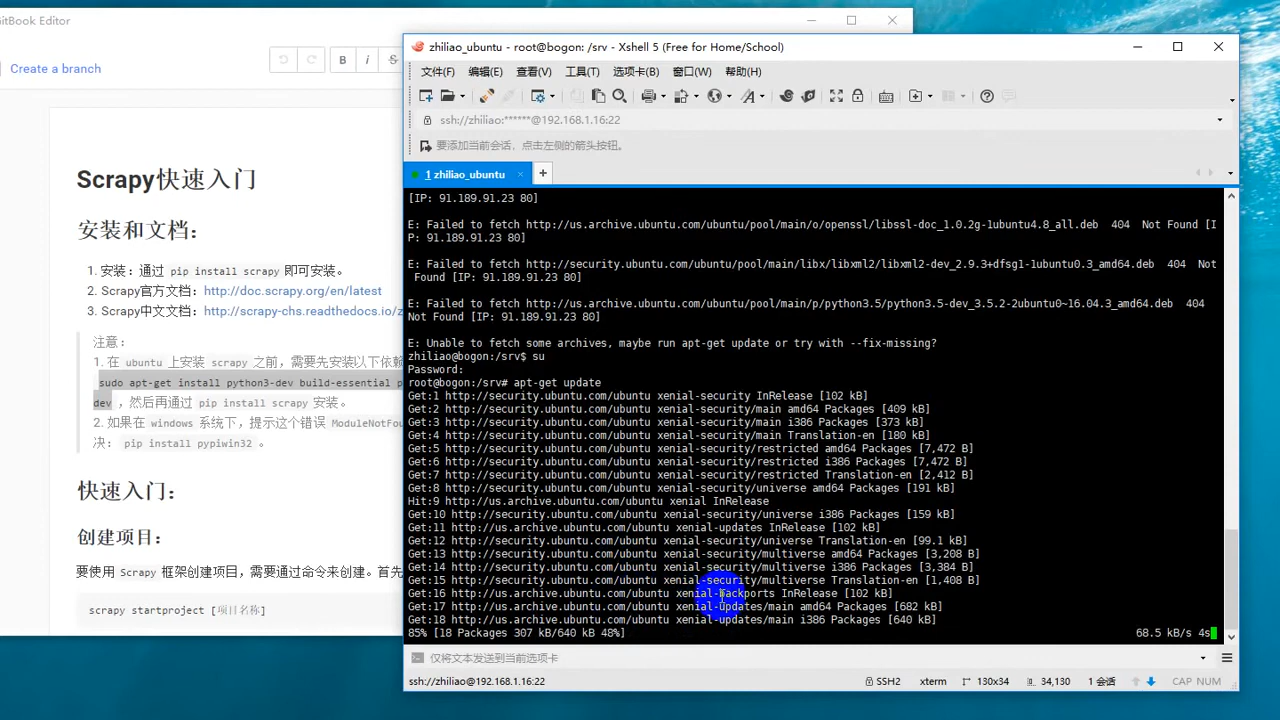 GitBook Editor
Create a branch
B i S
Scrapy快速入门
安装和文档：
1. 安装：通过 pip install scrapy 即可安装。
2. Scrapy官方文档：http://doc.scrapy.org/en/latest
3. Scrapy中文文档：http://scrapy-chs.readthedocs.io/z
注意：
1. 在 ubuntu 上安装 scrapy 之前，需要先安装以下依赖
sudo apt-get install python3-dev build-essential p
dev ，然后再通过 pip install scrapy 安装。
2. 如果在 windows 系统下，提示这个错误 ModuleNotFou
决： pip install pypiwin32 。
快速入门：
创建项目：
要使用 Scrapy 框架创建项目，需要通过命令来创建。首先
scrapy startproject [项目名称]
zhiliao_ubuntu - root@bogon: /srv - Xshell 5 (Free for Home/School)
文件(F) 编辑(E) 查看(V) 工具(T) 选项卡(B) 窗口(W) 帮助(H)
ssh://zhiliao:******@192.168.1.16:22
要添加当前会话，点击左侧的箭头按钮。
1 zhiliao_ubuntu × +
[IP: 91.189.91.23 80]
E: Failed to fetch http://us.archive.ubuntu.com/ubuntu/pool/main/o/openssl/libssl-doc_1.0.2g-1ubuntu4.8_all.deb 404 Not Found [I
P: 91.189.91.23 80]
E: Failed to fetch http://security.ubuntu.com/ubuntu/pool/main/libx/libxml2/libxml2-dev_2.9.3+dfsg1-1ubuntu0.3_amd64.deb 404 Not
Found [IP: 91.189.91.23 80]
E: Failed to fetch http://us.archive.ubuntu.com/ubuntu/pool/main/p/python3.5/python3.5-dev_3.5.2-2ubuntu0~16.04.3_amd64.deb 404
Not Found [IP: 91.189.91.23 80]
E: Unable to fetch some archives, maybe run apt-get update or try with --fix-missing?
zhiliao@bogon:/srv$ su
Password:
root@bogon:/srv# apt-get update
Get:1 http://security.ubuntu.com/ubuntu xenial-security InRelease [102 kB]
Get:2 http://security.ubuntu.com/ubuntu xenial-security/main amd64 Packages [409 kB]
Get:3 http://security.ubuntu.com/ubuntu xenial-security/main i386 Packages [373 kB]
Get:4 http://security.ubuntu.com/ubuntu xenial-security/main Translation-en [180 kB]
Get:5 http://security.ubuntu.com/ubuntu xenial-security/restricted amd64 Packages [7,472 B]
Get:6 http://security.ubuntu.com/ubuntu xenial-security/restricted i386 Packages [7,472 B]
Get:7 http://security.ubuntu.com/ubuntu xenial-security/restricted Translation-en [2,412 B]
Get:8 http://security.ubuntu.com/ubuntu xenial-security/universe amd64 Packages [191 kB]
Hit:9 http://us.archive.ubuntu.com/ubuntu xenial InRelease
Get:10 http://security.ubuntu.com/ubuntu xenial-security/universe i386 Packages [159 kB]
Get:11 http://us.archive.ubuntu.com/ubuntu xenial-updates InRelease [102 kB]
Get:12 http://security.ubuntu.com/ubuntu xenial-security/universe Translation-en [99.1 kB]
Get:13 http://security.ubuntu.com/ubuntu xenial-security/multiverse amd64 Packages [3,208 B]
Get:14 http://security.ubuntu.com/ubuntu xenial-security/multiverse i386 Packages [3,384 B]
Get:15 http://security.ubuntu.com/ubuntu xenial-security/multiverse Translation-en [1,408 B]
Get:16 http://us.archive.ubuntu.com/ubuntu xenial-backports InRelease [102 kB]
Get:17 http://us.archive.ubuntu.com/ubuntu xenial-updates/main amd64 Packages [682 kB]
Get:18 http://us.archive.ubuntu.com/ubuntu xenial-updates/main i386 Packages [640 kB]
85% [18 Packages 307 kB/640 kB 48%] 68.5 kB/s 4s
仅将文本发送到当前选项卡
ssh://zhiliao@192.168.1.16:22 SSH2 xterm 130x34 34,130 1 会话 CAP NUM